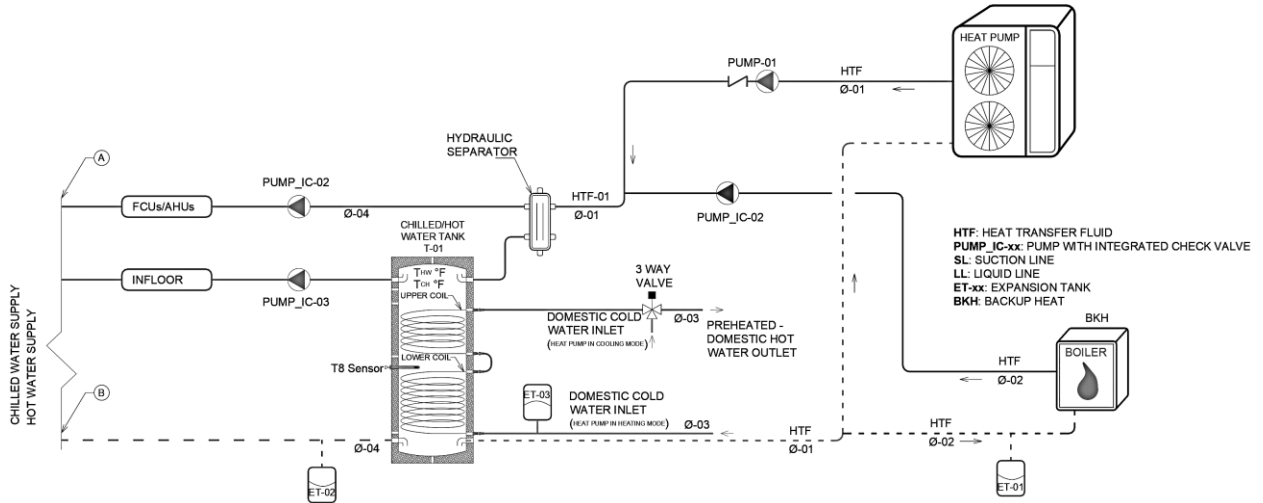 HEAT PUMP
PUMP-01
HTF
Ø-01
HYDRAULIC
SEPARATOR
A
PUMP_IC-02
FCUs/AHUs
Ø-04
HTF-01
Ø-01
PUMP_IC-02
CHILLED/HOT
WATER TANK
T-01
HTF: HEAT TRANSFER FLUID
PUMP_IC-xx: PUMP WITH INTEGRATED CHECK VALVE
SL: SUCTION LINE
LL: LIQUID LINE
ET-xx: EXPANSION TANK
BKH: BACKUP HEAT
INFLOOR
PUMP_IC-03
THW °F
TCH °F
UPPER COIL
3 WAY
VALVE
DOMESTIC COLD
WATER INLET
(HEAT PUMP IN COOLING MODE)
Ø-03
PREHEATED -
DOMESTIC HOT
WATER OUTLET
BKH
BOILER
CHILLED WATER SUPPLY
HOT WATER SUPPLY
LOWER COIL
T8 Sensor
HTF
Ø-02
B
ET-03
DOMESTIC COLD
WATER INLET
(HEAT PUMP IN HEATING MODE)
Ø-03
Ø-04
HTF
Ø-01
HTF
Ø-02
ET-02
ET-01